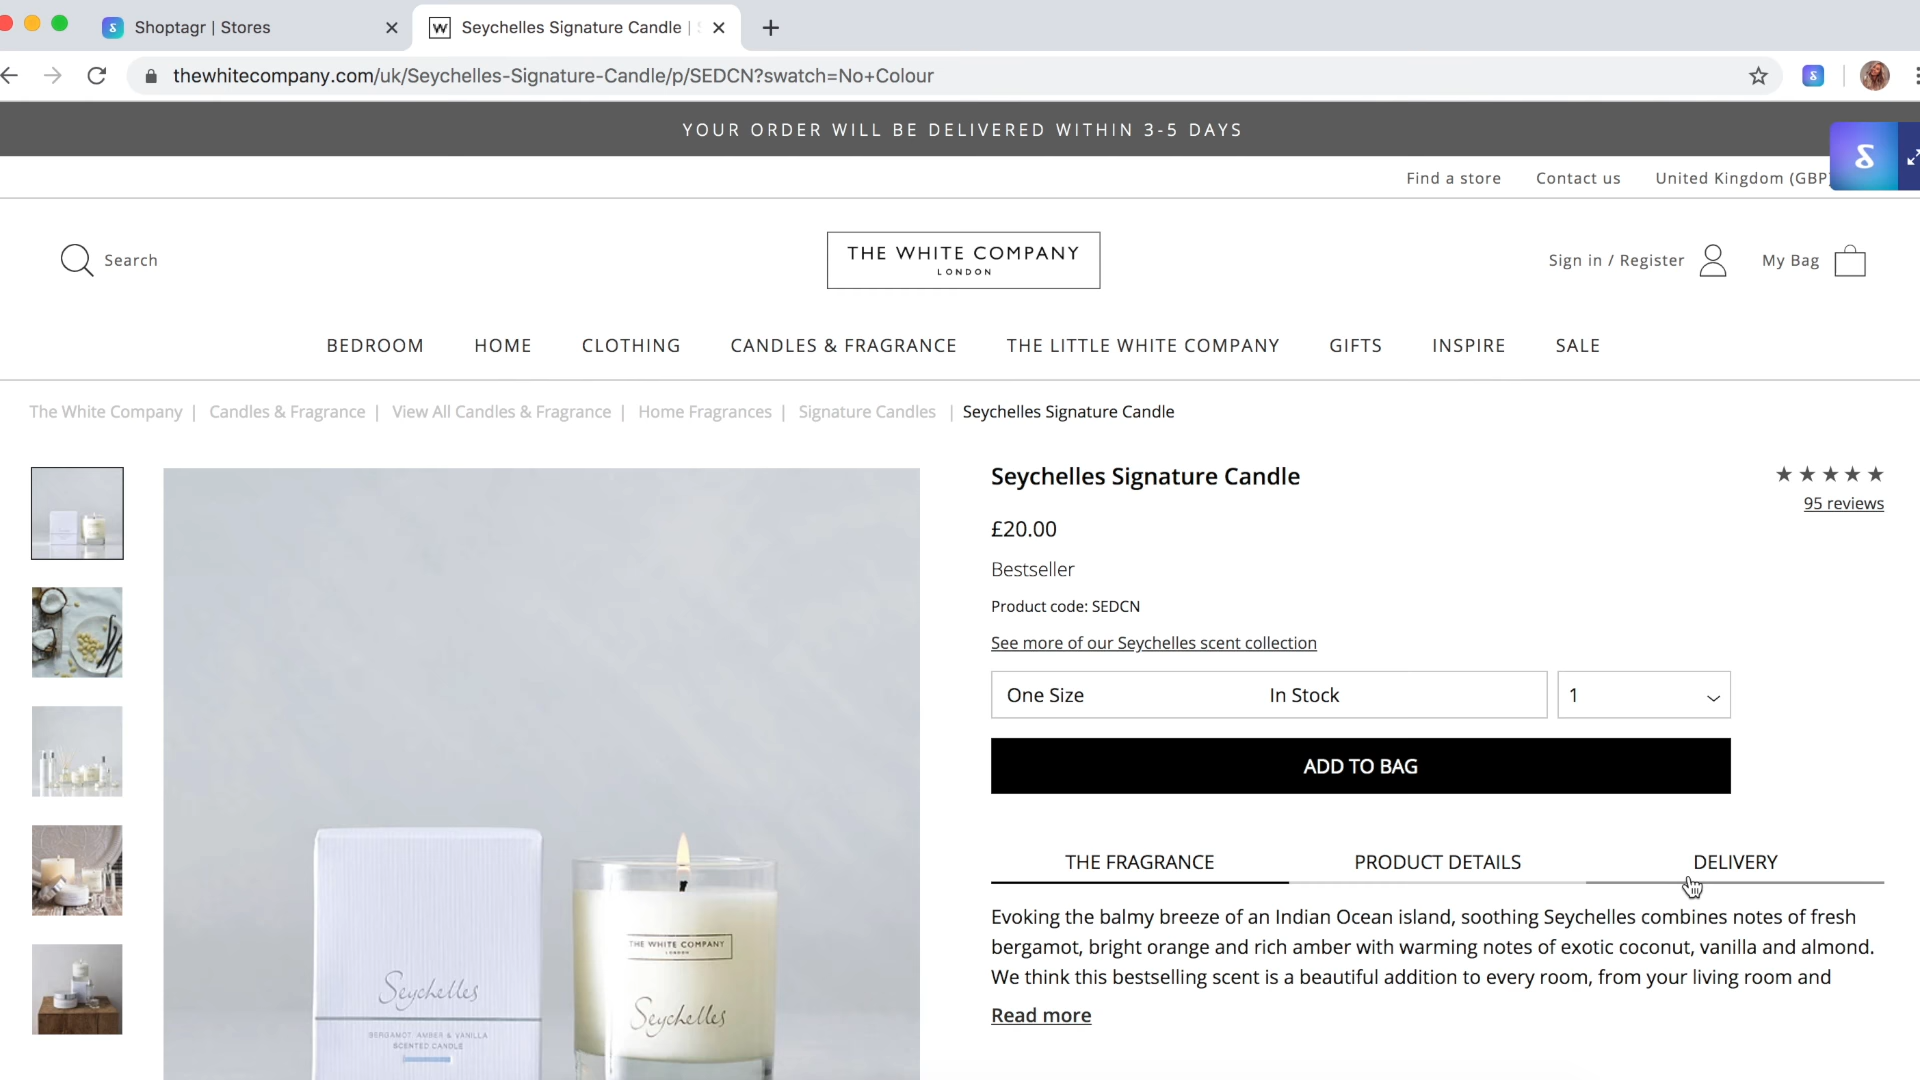 Shoptagr | Stores
Seychelles Signature Candle |
thewhitecompany.com/uk/Seychelles-Signature-Candle/p/SEDCN?swatch=No+Colour
YOUR ORDER WILL BE DELIVERED WITHIN 3-5 DAYS
Find a store Contact us United Kingdom (GBP
Search
THE WHITE COMPANY
LONDON
Sign in / Register My Bag
BEDROOM HOME CLOTHING CANDLES & FRAGRANCE THE LITTLE WHITE COMPANY GIFTS INSPIRE SALE
The White Company | Candles & Fragrance | View All Candles & Fragrance | Home Fragrances | Signature Candles | Seychelles Signature Candle
Seychelles Signature Candle
95 reviews
£20.00
Bestseller
Product code: SEDCN
See more of our Seychelles scent collection
One Size In Stock 1
ADD TO BAG
THE FRAGRANCE PRODUCT DETAILS DELIVERY
Evoking the balmy breeze of an Indian Ocean island, soothing Seychelles combines notes of fresh
bergamot, bright orange and rich amber with warming notes of exotic coconut, vanilla and almond.
We think this bestselling scent is a beautiful addition to every room, from your living room and
Read more
Seychelles
BERGAMOT, AMBER & VANILLA
SCENTED CANDLE
THE WHITE COMPANY
LONDON
Seychelles